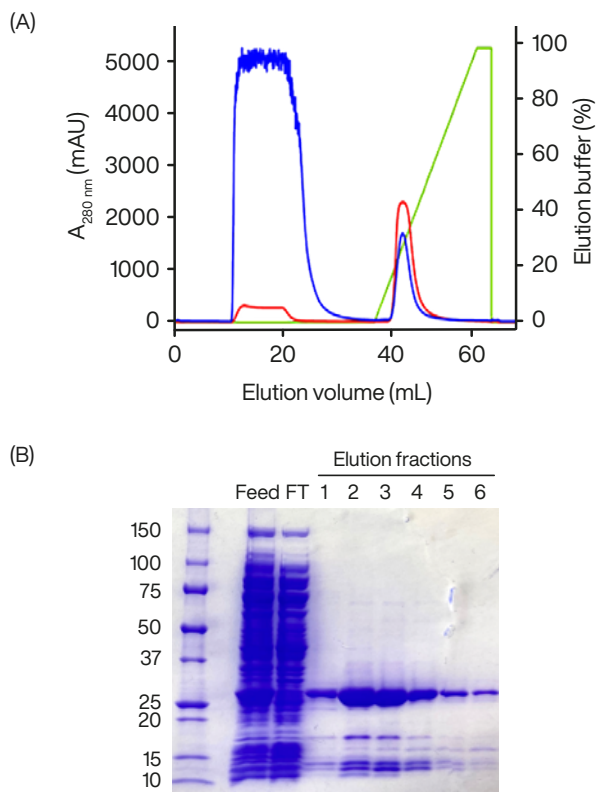 (A)
A280 nm (mAU)
5000
4000
3000
2000
1000
0
100
80
60
40
20
0
Elution buffer (%)
0 20 40 60
Elution volume (mL)
(B)
Elution fractions
Feed FT 1 2 3 4 5 6
150
100
75
50
37
25
20
15
10